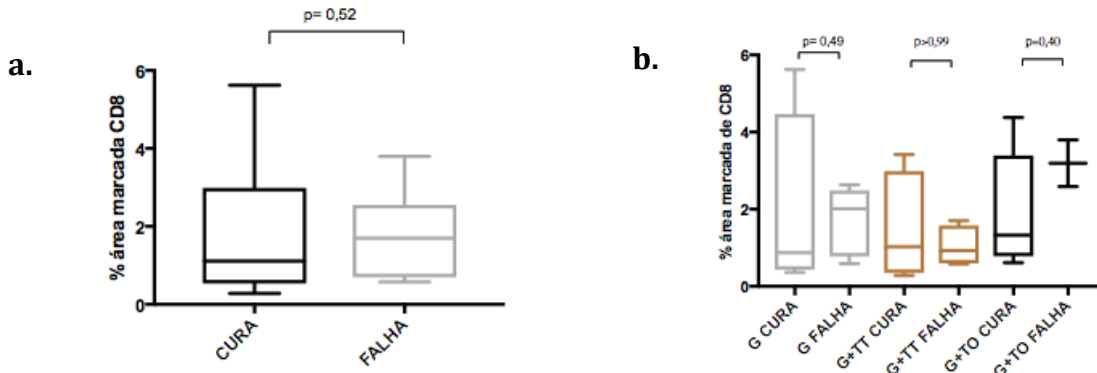 a.
p= 0,52
% área marcada CD8
6
4
2
0
CURA
FALHA
b.
p= 0,49
p>0,99
p=0,40
% área marcada de CD8
6
4
2
0
G CURA
G FALHA
G+TT CURA
G+TT FALHA
G+TO CURA
G+TO FALHA